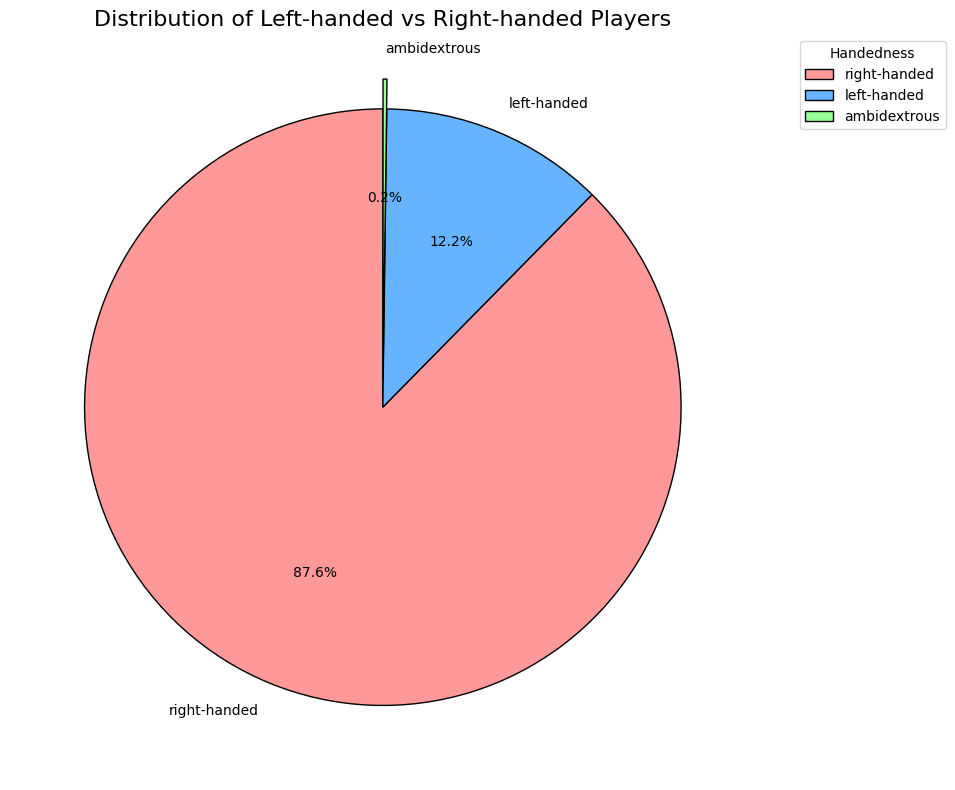 Distribution of Left-handed vs Right-handed Players
ambidextrous
left-handed
0.2%
12.2%
87.6%
right-handed
Handedness
right-handed
left-handed
ambidextrous